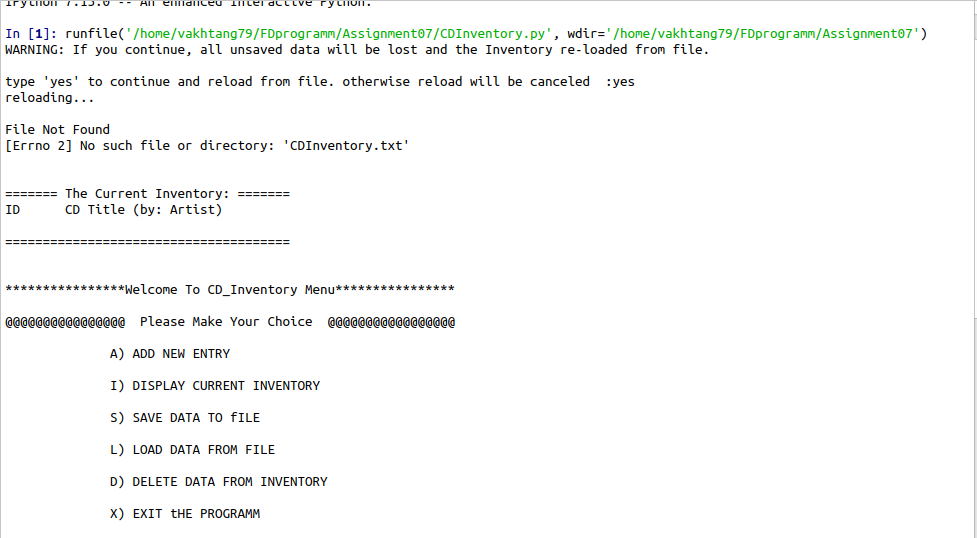 IPython 7.13.0 -- An enhanced Interactive Python.
In [1]: runfile('/home/vakhtang79/FDprogramm/Assignment07/CDInventory.py', wdir='/home/vakhtang79/FDprogramm/Assignment07')
WARNING: If you continue, all unsaved data will be lost and the Inventory re-loaded from file.
type 'yes' to continue and reload from file. otherwise reload will be canceled  :yes
reloading...
File Not Found
[Errno 2] No such file or directory: 'CDInventory.txt'
======= The Current Inventory: =======
ID      CD Title (by: Artist)
======================================
****************Welcome To CD_Inventory Menu****************
@@@@@@@@@@@@@@@@  Please Make Your Choice  @@@@@@@@@@@@@@@@@
A) ADD NEW ENTRY
I) DISPLAY CURRENT INVENTORY
S) SAVE DATA TO fILE
L) LOAD DATA FROM FILE
D) DELETE DATA FROM INVENTORY
X) EXIT tHE PROGRAMM